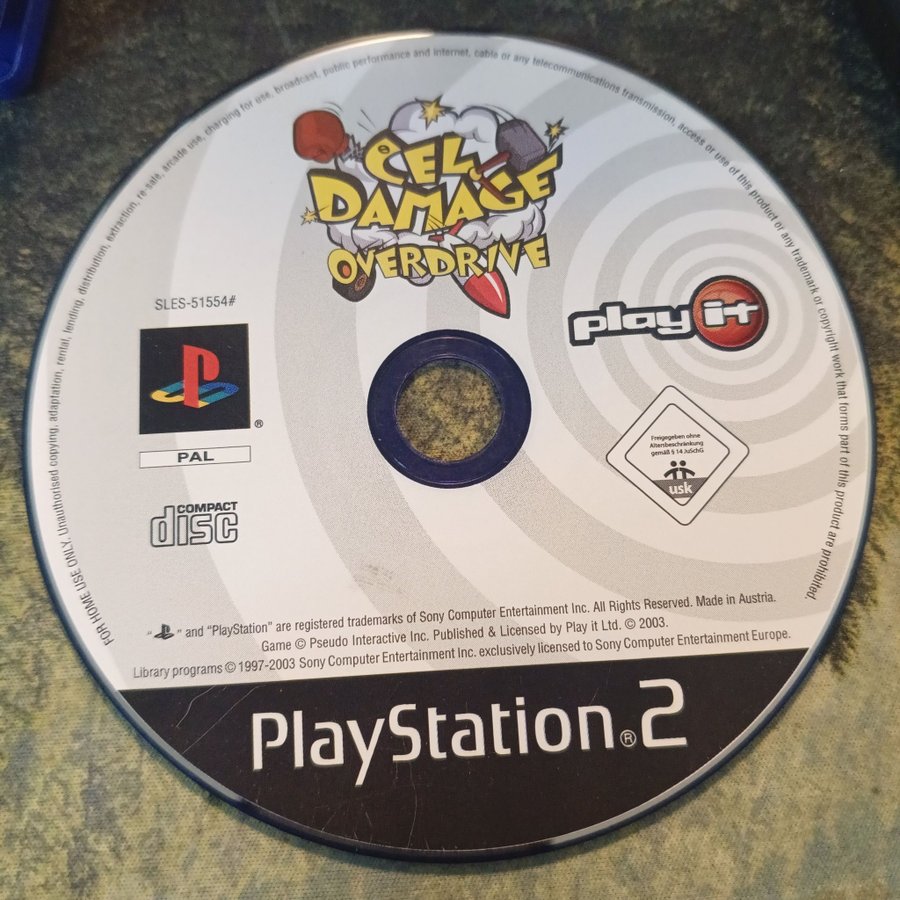 FOR HOME USE ONLY. Unauthorised copying, adaptation, rental, lending, distribution, extraction, re-sale, arcade use, charging for use, broadcast, public performance and internet, cable or any telecommunications transmission, access or use of this product or any trademark or copyright work that forms part of this product are prohibited.
CEL
DAMAGE
OVERDRIVE
SLES-51554#
play it
®
PAL
Freigegeben ohne
Altersbeschränkung
gemäß § 14 JuSchG
usk
COMPACT
disc
" " and "PlayStation" are registered trademarks of Sony Computer Entertainment Inc. All Rights Reserved. Made in Austria.
Game © Pseudo Interactive Inc. Published & Licensed by Play it Ltd. © 2003.
Library programs © 1997-2003 Sony Computer Entertainment Inc. exclusively licensed to Sony Computer Entertainment Europe.
PlayStation®2